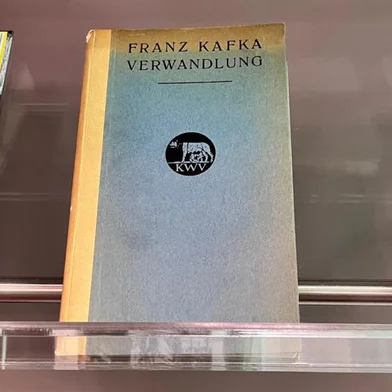 FRANZ KAFKA
VERWANDLUNG
KWV